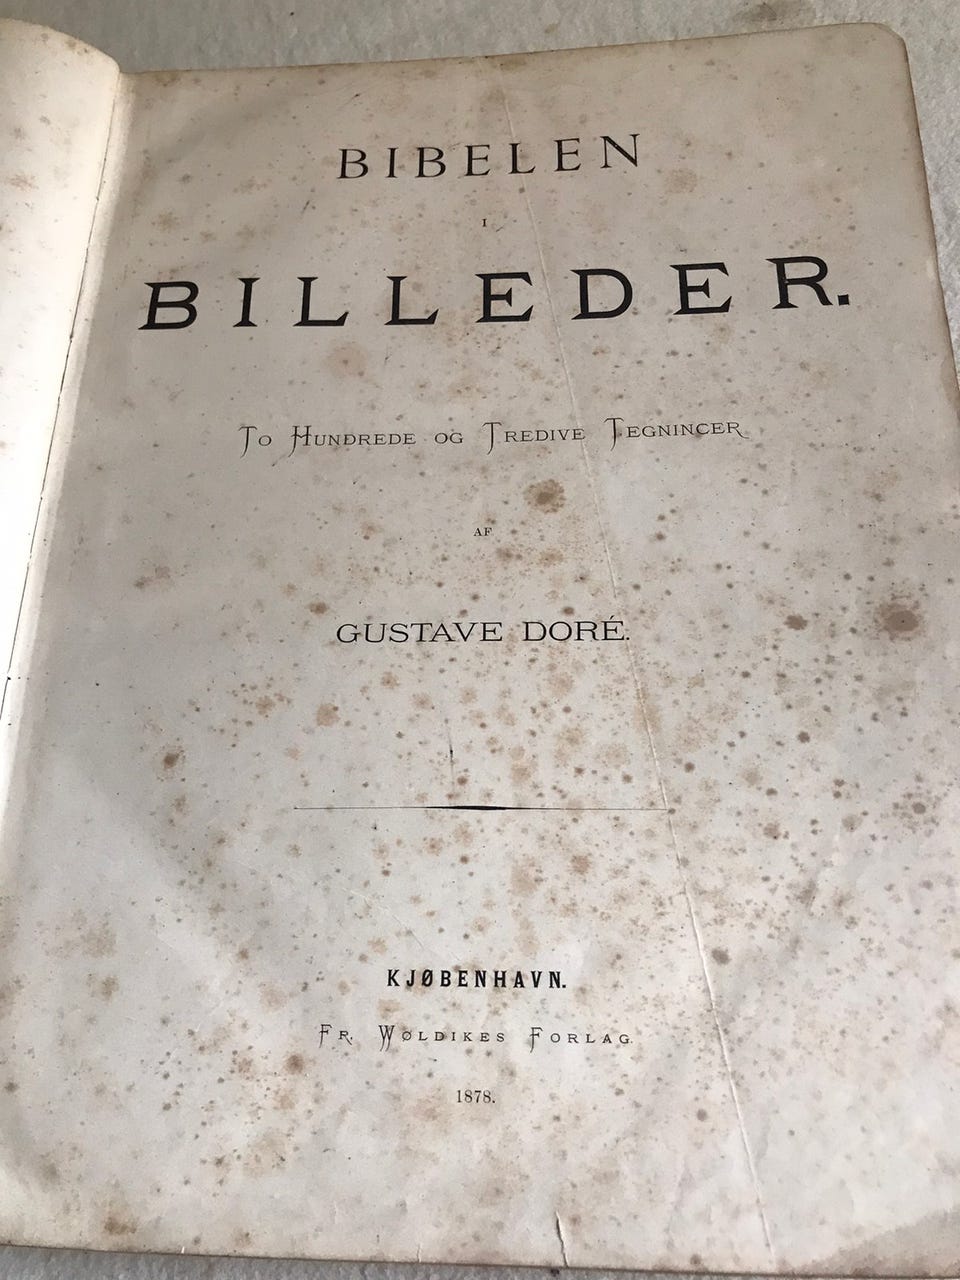 BIBELEN
I
BILLEDER.
TO HUNDREDE OG TREDIVE TEGNINGER
AF
GUSTAVE DORÉ.
KJØBENHAVN.
FR. WØLDIKES FORLAG.
1878.